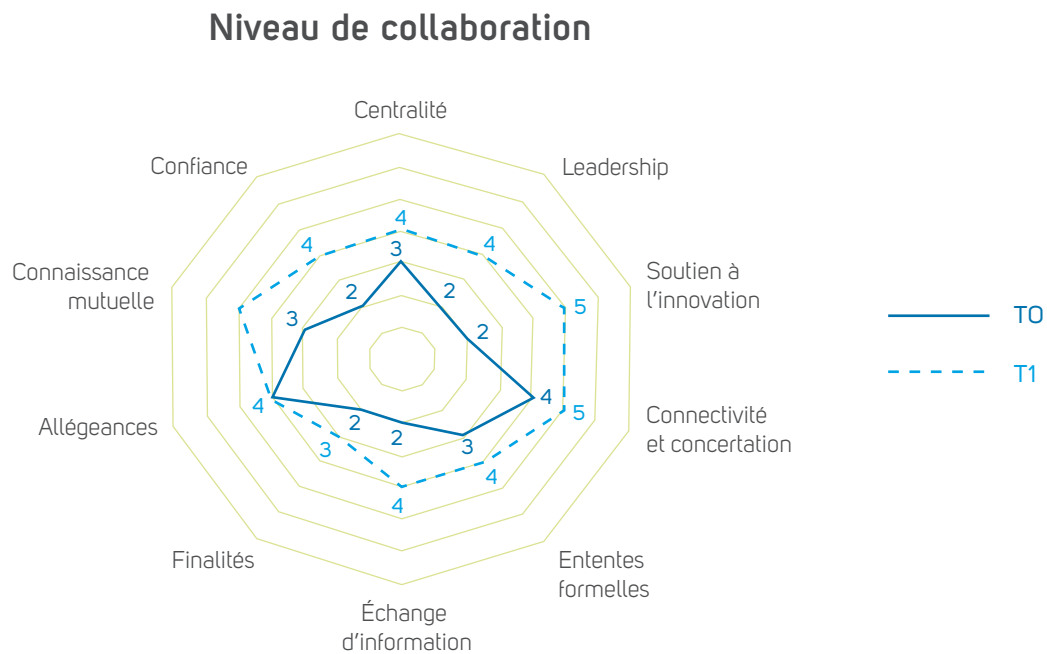 Niveau de collaboration
Centralité
Confiance
Leadership
Connaissance
mutuelle
Soutien à
l'innovation
Allégeances
Connectivité
et concertation
Finalités
Ententes
formelles
Échange
d'information
4
4
4
3
2
2
5
3
2
4
4
5
2
3
3
2
4
4
T0
T1